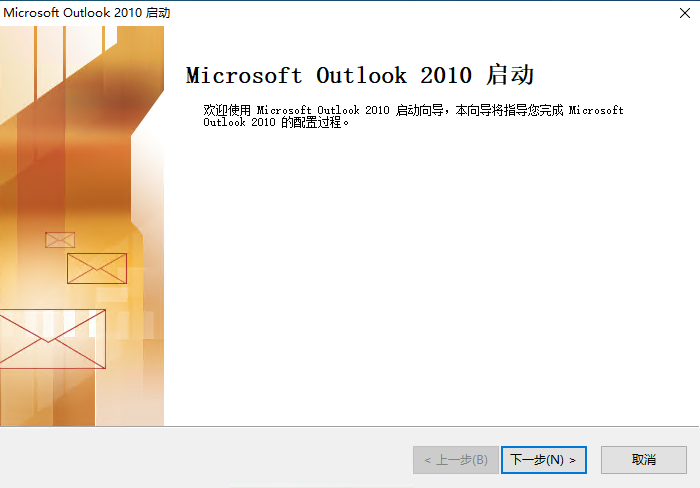 Microsoft Outlook 2010 启动
Microsoft Outlook 2010 启动
欢迎使用 Microsoft Outlook 2010 启动向导，本向导将指导您完成 Microsoft
Outlook 2010 的配置过程。
< 上一步(B)
下一步(N) >
取消